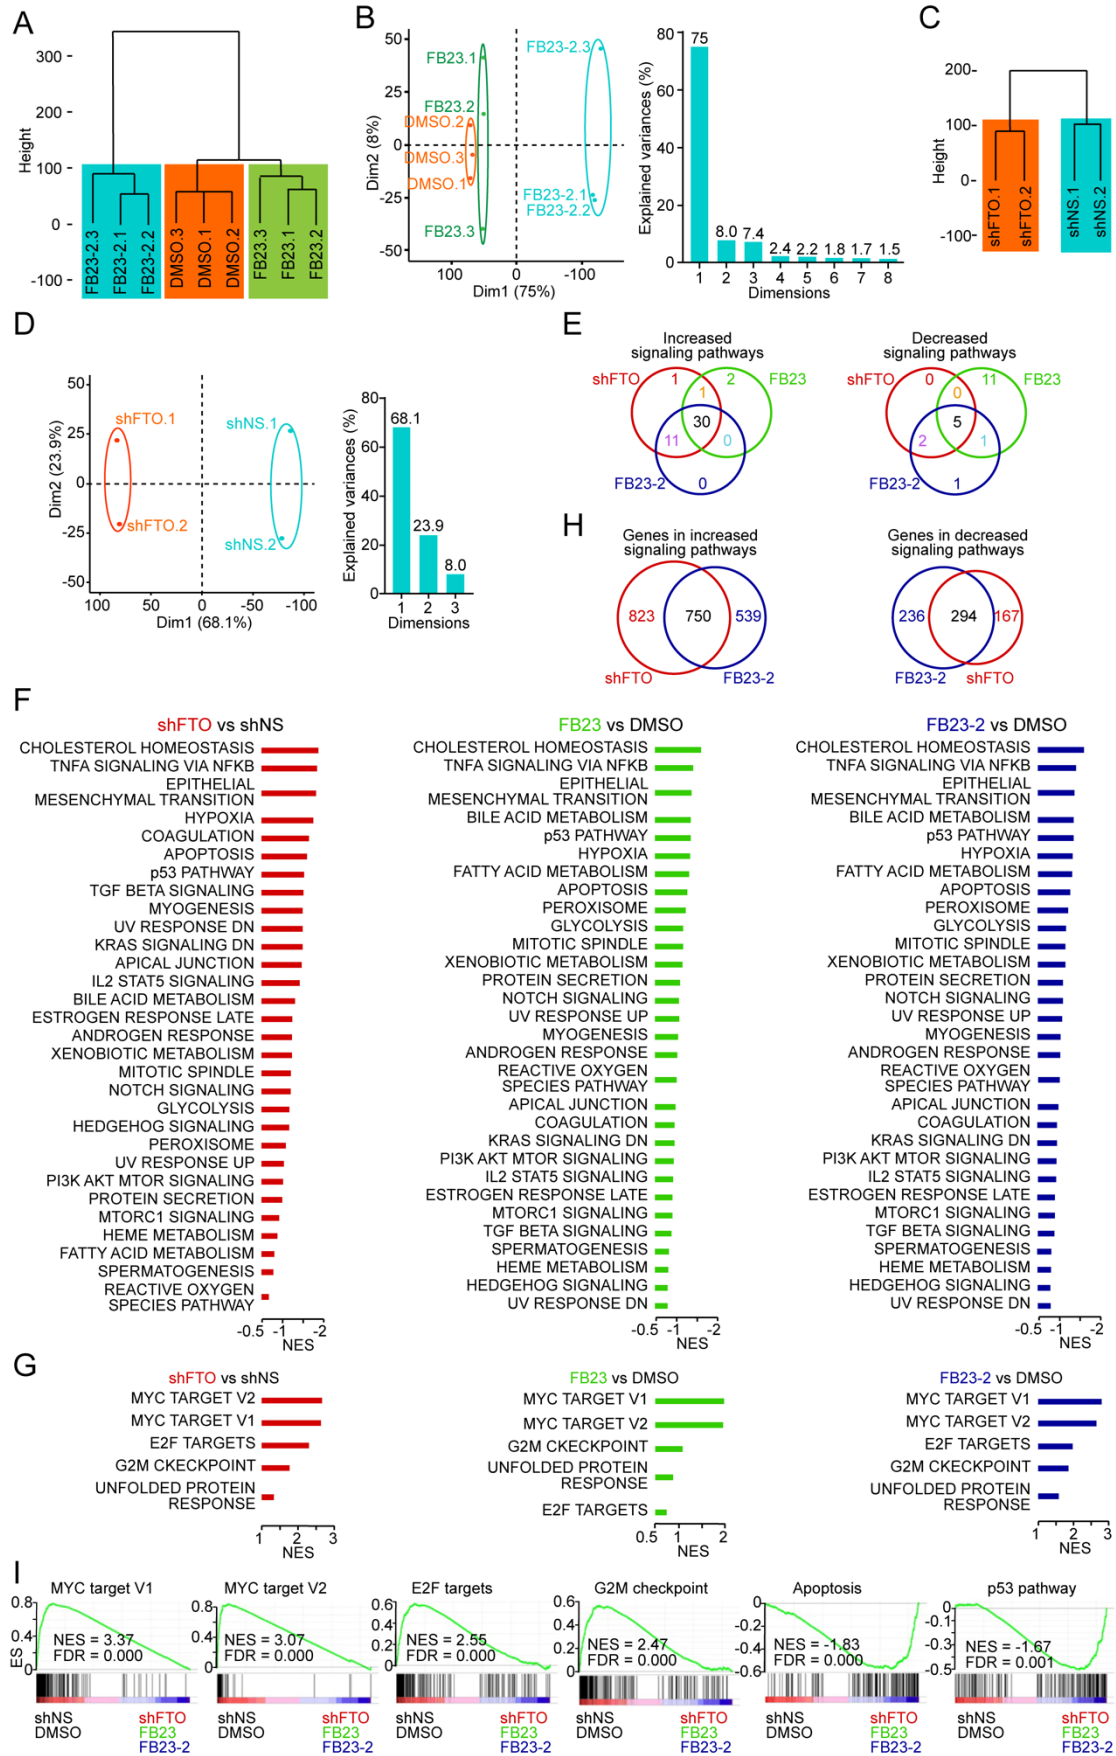 A
Height
300
200
100
0
-100
FB23-2.3
FB23-2.1
FB23-2.2
DMSO.3
DMSO.1
DMSO.2
FB23.3
FB23.1
FB23.2
B
Dim2 (8%)
50
25
0
-25
-50
FB23.1
FB23.2
DMSO.2
DMSO.3
DMSO.1
FB23.3
FB23-2.3
FB23-2.1
FB23-2.2
100 0 -100
Dim1 (75%)
Explained variances (%)
80
60
40
20
0
75
8.0 7.4 2.4 2.2 1.8 1.7 1.5
1 2 3 4 5 6 7 8
Dimensions
C
Height
200
100
0
-100
shFTO.1
shFTO.2
shNS.1
shNS.2
D
Dim2 (23.9%)
50
25
0
-25
-50
shFTO.1
shFTO.2
shNS.1
shNS.2
100 50 0 -50 -100
Dim1 (68.1%)
Explained variances (%)
80
60
40
20
0
68.1
23.9
8.0
1 2 3
Dimensions
E
Increased
signaling pathways
shFTO 1 2 FB23
1
30
11 0
FB23-2 0
Decreased
signaling pathways
shFTO 0 11 FB23
0
5
2 1
FB23-2 1
H
Genes in increased
signaling pathways
823 750 539
shFTO FB23-2
Genes in decreased
signaling pathways
236 294 167
FB23-2 shFTO
F
shFTO vs shNS
CHOLESTEROL HOMEOSTASIS
TNFA SIGNALING VIA NFKB
EPITHELIAL
MESENCHYMAL TRANSITION
HYPOXIA
COAGULATION
APOPTOSIS
p53 PATHWAY
TGF BETA SIGNALING
MYOGENESIS
UV RESPONSE DN
KRAS SIGNALING DN
APICAL JUNCTION
IL2 STAT5 SIGNALING
BILE ACID METABOLISM
ESTROGEN RESPONSE LATE
ANDROGEN RESPONSE
XENOBIOTIC METABOLISM
MITOTIC SPINDLE
NOTCH SIGNALING
GLYCOLYSIS
HEDGEHOG SIGNALING
PEROXISOME
UV RESPONSE UP
PI3K AKT MTOR SIGNALING
PROTEIN SECRETION
MTORC1 SIGNALING
HEME METABOLISM
FATTY ACID METABOLISM
SPERMATOGENESIS
REACTIVE OXYGEN
SPECIES PATHWAY
-0.5 -1 -2
NES
FB23 vs DMSO
CHOLESTEROL HOMEOSTASIS
TNFA SIGNALING VIA NFKB
EPITHELIAL
MESENCHYMAL TRANSITION
BILE ACID METABOLISM
p53 PATHWAY
HYPOXIA
FATTY ACID METABOLISM
APOPTOSIS
PEROXISOME
GLYCOLYSIS
MITOTIC SPINDLE
XENOBIOTIC METABOLISM
PROTEIN SECRETION
NOTCH SIGNALING
UV RESPONSE UP
MYOGENESIS
ANDROGEN RESPONSE
REACTIVE OXYGEN
SPECIES PATHWAY
APICAL JUNCTION
COAGULATION
KRAS SIGNALING DN
PI3K AKT MTOR SIGNALING
IL2 STAT5 SIGNALING
ESTROGEN RESPONSE LATE
MTORC1 SIGNALING
TGF BETA SIGNALING
SPERMATOGENESIS
HEME METABOLISM
HEDGEHOG SIGNALING
UV RESPONSE DN
-0.5 -1 -2
NES
FB23-2 vs DMSO
CHOLESTEROL HOMEOSTASIS
TNFA SIGNALING VIA NFKB
EPITHELIAL
MESENCHYMAL TRANSITION
BILE ACID METABOLISM
p53 PATHWAY
HYPOXIA
FATTY ACID METABOLISM
APOPTOSIS
PEROXISOME
GLYCOLYSIS
MITOTIC SPINDLE
XENOBIOTIC METABOLISM
PROTEIN SECRETION
NOTCH SIGNALING
UV RESPONSE UP
MYOGENESIS
ANDROGEN RESPONSE
REACTIVE OXYGEN
SPECIES PATHWAY
APICAL JUNCTION
COAGULATION
KRAS SIGNALING DN
PI3K AKT MTOR SIGNALING
IL2 STAT5 SIGNALING
ESTROGEN RESPONSE LATE
MTORC1 SIGNALING
TGF BETA SIGNALING
SPERMATOGENESIS
HEME METABOLISM
HEDGEHOG SIGNALING
UV RESPONSE DN
-0.5 -1 -2
NES
G
shFTO vs shNS
MYC TARGET V2
MYC TARGET V1
E2F TARGETS
G2M CKECKPOINT
UNFOLDED PROTEIN
RESPONSE
1 2 3
NES
FB23 vs DMSO
MYC TARGET V1
MYC TARGET V2
G2M CKECKPOINT
UNFOLDED PROTEIN
RESPONSE
E2F TARGETS
0.5 1 2
NES
FB23-2 vs DMSO
MYC TARGET V1
MYC TARGET V2
E2F TARGETS
G2M CKECKPOINT
UNFOLDED PROTEIN
RESPONSE
1 2 3
NES
I
ES
MYC target V1
0.8
0.4
0
NES = 3.37
FDR = 0.000
shNS shFTO
DMSO FB23
FB23-2
MYC target V2
0.8
0.4
0
NES = 3.07
FDR = 0.000
shNS shFTO
DMSO FB23
FB23-2
E2F targets
0.6
0.4
0.2
0
NES = 2.55
FDR = 0.000
shNS shFTO
DMSO FB23
FB23-2
G2M checkpoint
0.6
0.4
0.2
0
NES = 2.47
FDR = 0.000
shNS shFTO
DMSO FB23
FB23-2
Apoptosis
0
-0.2
-0.4
-0.6
NES = -1.83
FDR = 0.000
shNS shFTO
DMSO FB23
FB23-2
p53 pathway
0
-0.1
-0.3
-0.5
NES = -1.67
FDR = 0.001
shNS shFTO
DMSO FB23
FB23-2